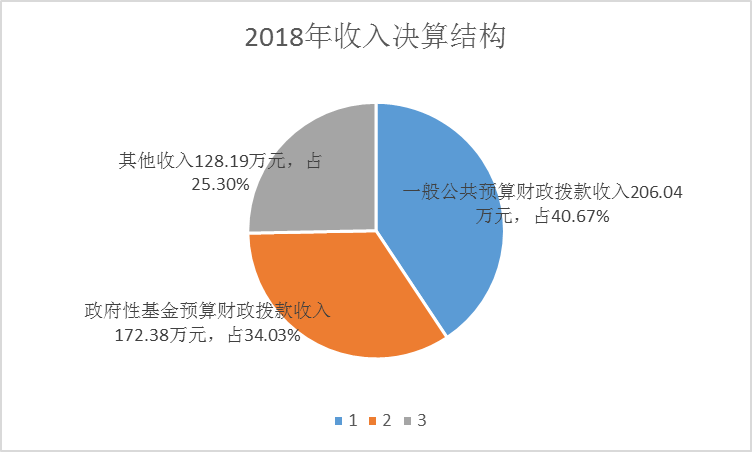 2018年收入决算结构
其他收入128.19万元，占
25.30%
一般公共预算财政拨款收入206.04
万元，占40.67%
政府性基金预算财政拨款收入
172.38万元，占34.03%
1 2 3